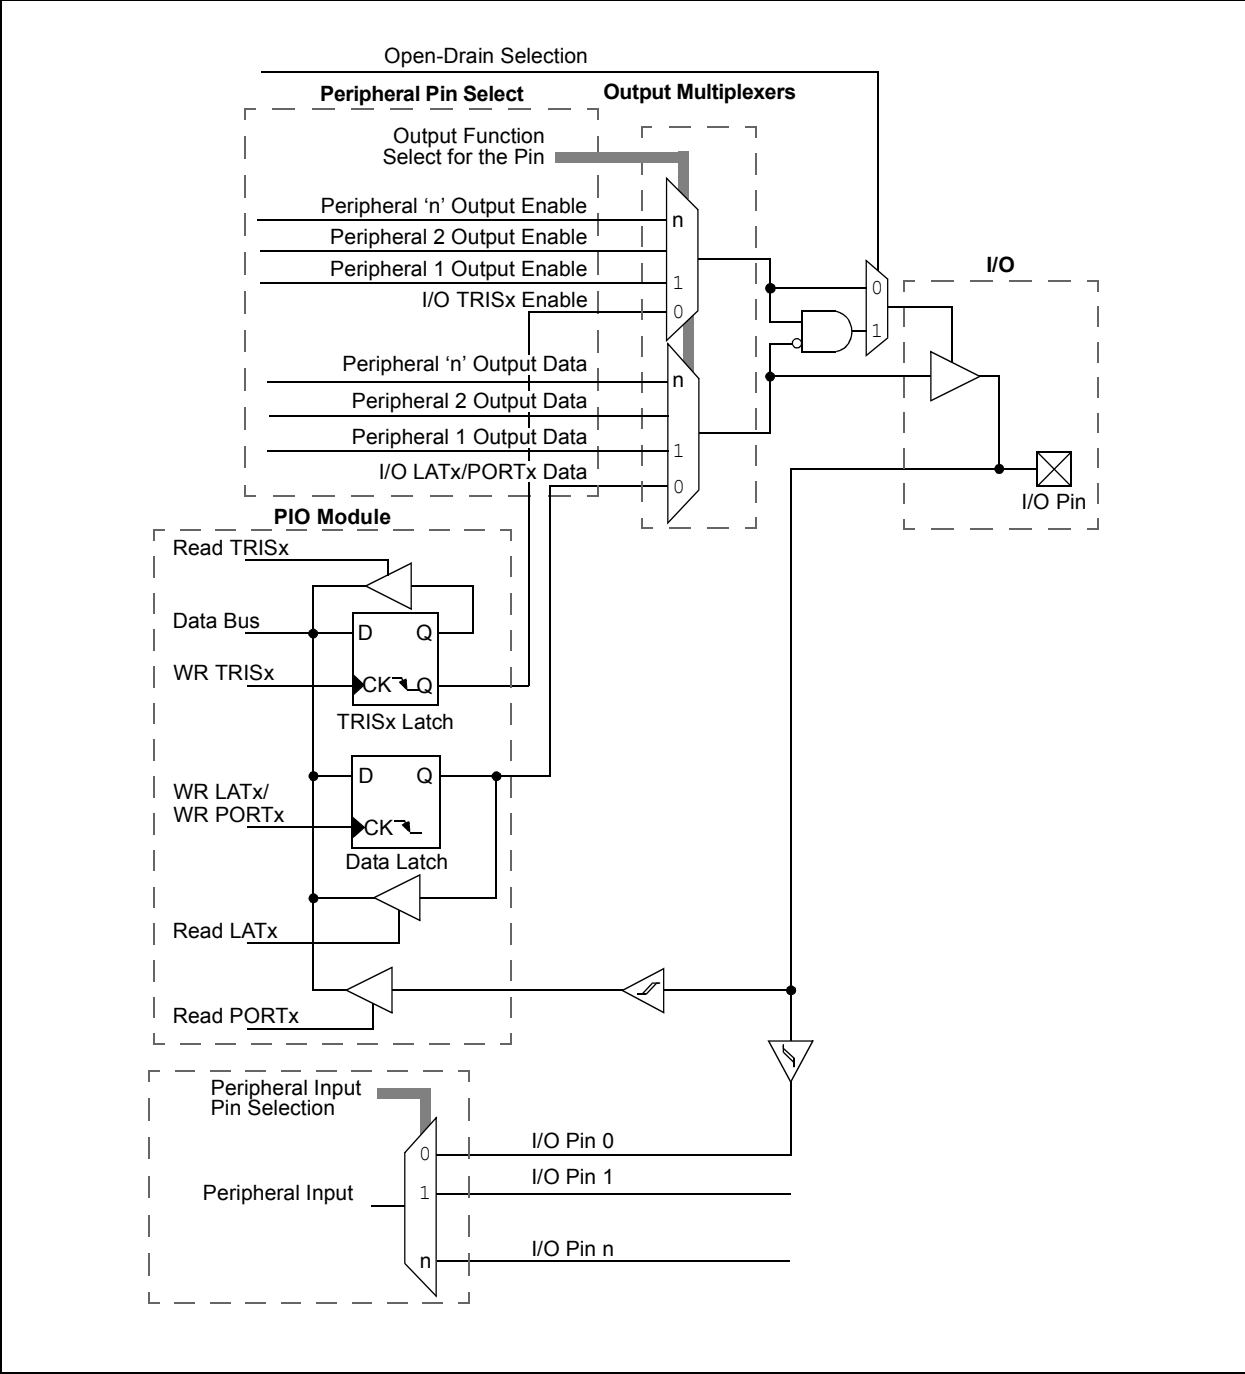 Open-Drain Selection
Peripheral Pin Select
Output Multiplexers
Output Function
Select for the Pin
Peripheral ‘n’ Output Enable
n
Peripheral 2 Output Enable
Peripheral 1 Output Enable
1
I/O TRISx Enable
0
0
1
I/O
Peripheral ‘n’ Output Data
n
Peripheral 2 Output Data
Peripheral 1 Output Data
1
I/O LATx/PORTx Data
0
I/O Pin
PIO Module
Read TRISx
Data Bus
D
Q
WR TRISx
CK
Q
TRISx Latch
D
Q
WR LATx/
WR PORTx
CK
Data Latch
Read LATx
Read PORTx
Peripheral Input
Pin Selection
I/O Pin 0
0
I/O Pin 1
1
Peripheral Input
I/O Pin n
n